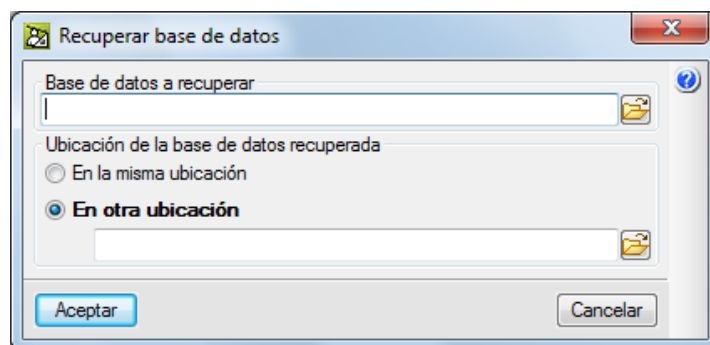 Recuperar base de datos
Base de datos a recuperar
Ubicación de la base de datos recuperada
En la misma ubicación
En otra ubicación
Aceptar Cancelar